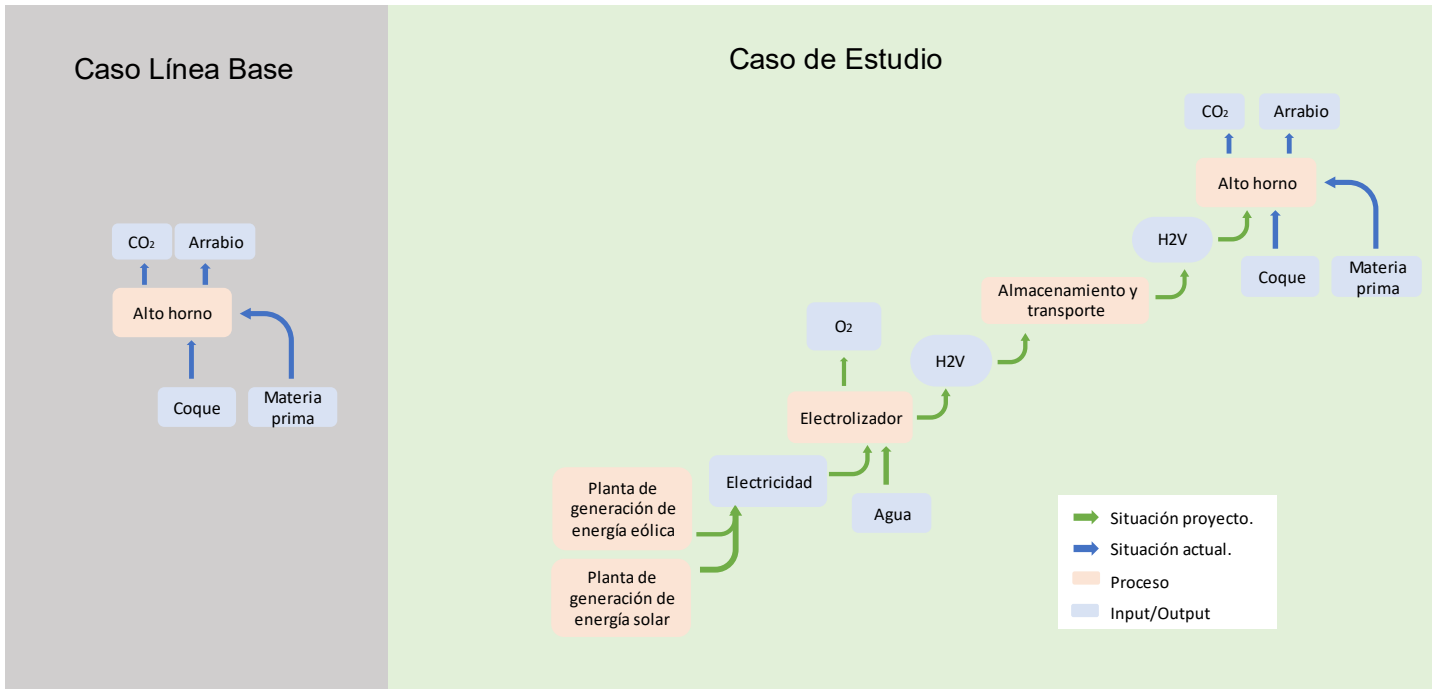 Caso Línea Base
CO₂
Arrabio
Alto horno
Coque
Materia
prima
Caso de Estudio
CO₂
Arrabio
Alto horno
H2V
Coque
Materia
prima
Almacenamiento y
transporte
O₂
H2V
Electrolizador
Electricidad
Agua
Planta de
generación de
energía eólica
Planta de
generación de
energía solar
Situación proyecto.
Situación actual.
Proceso
Input/Output